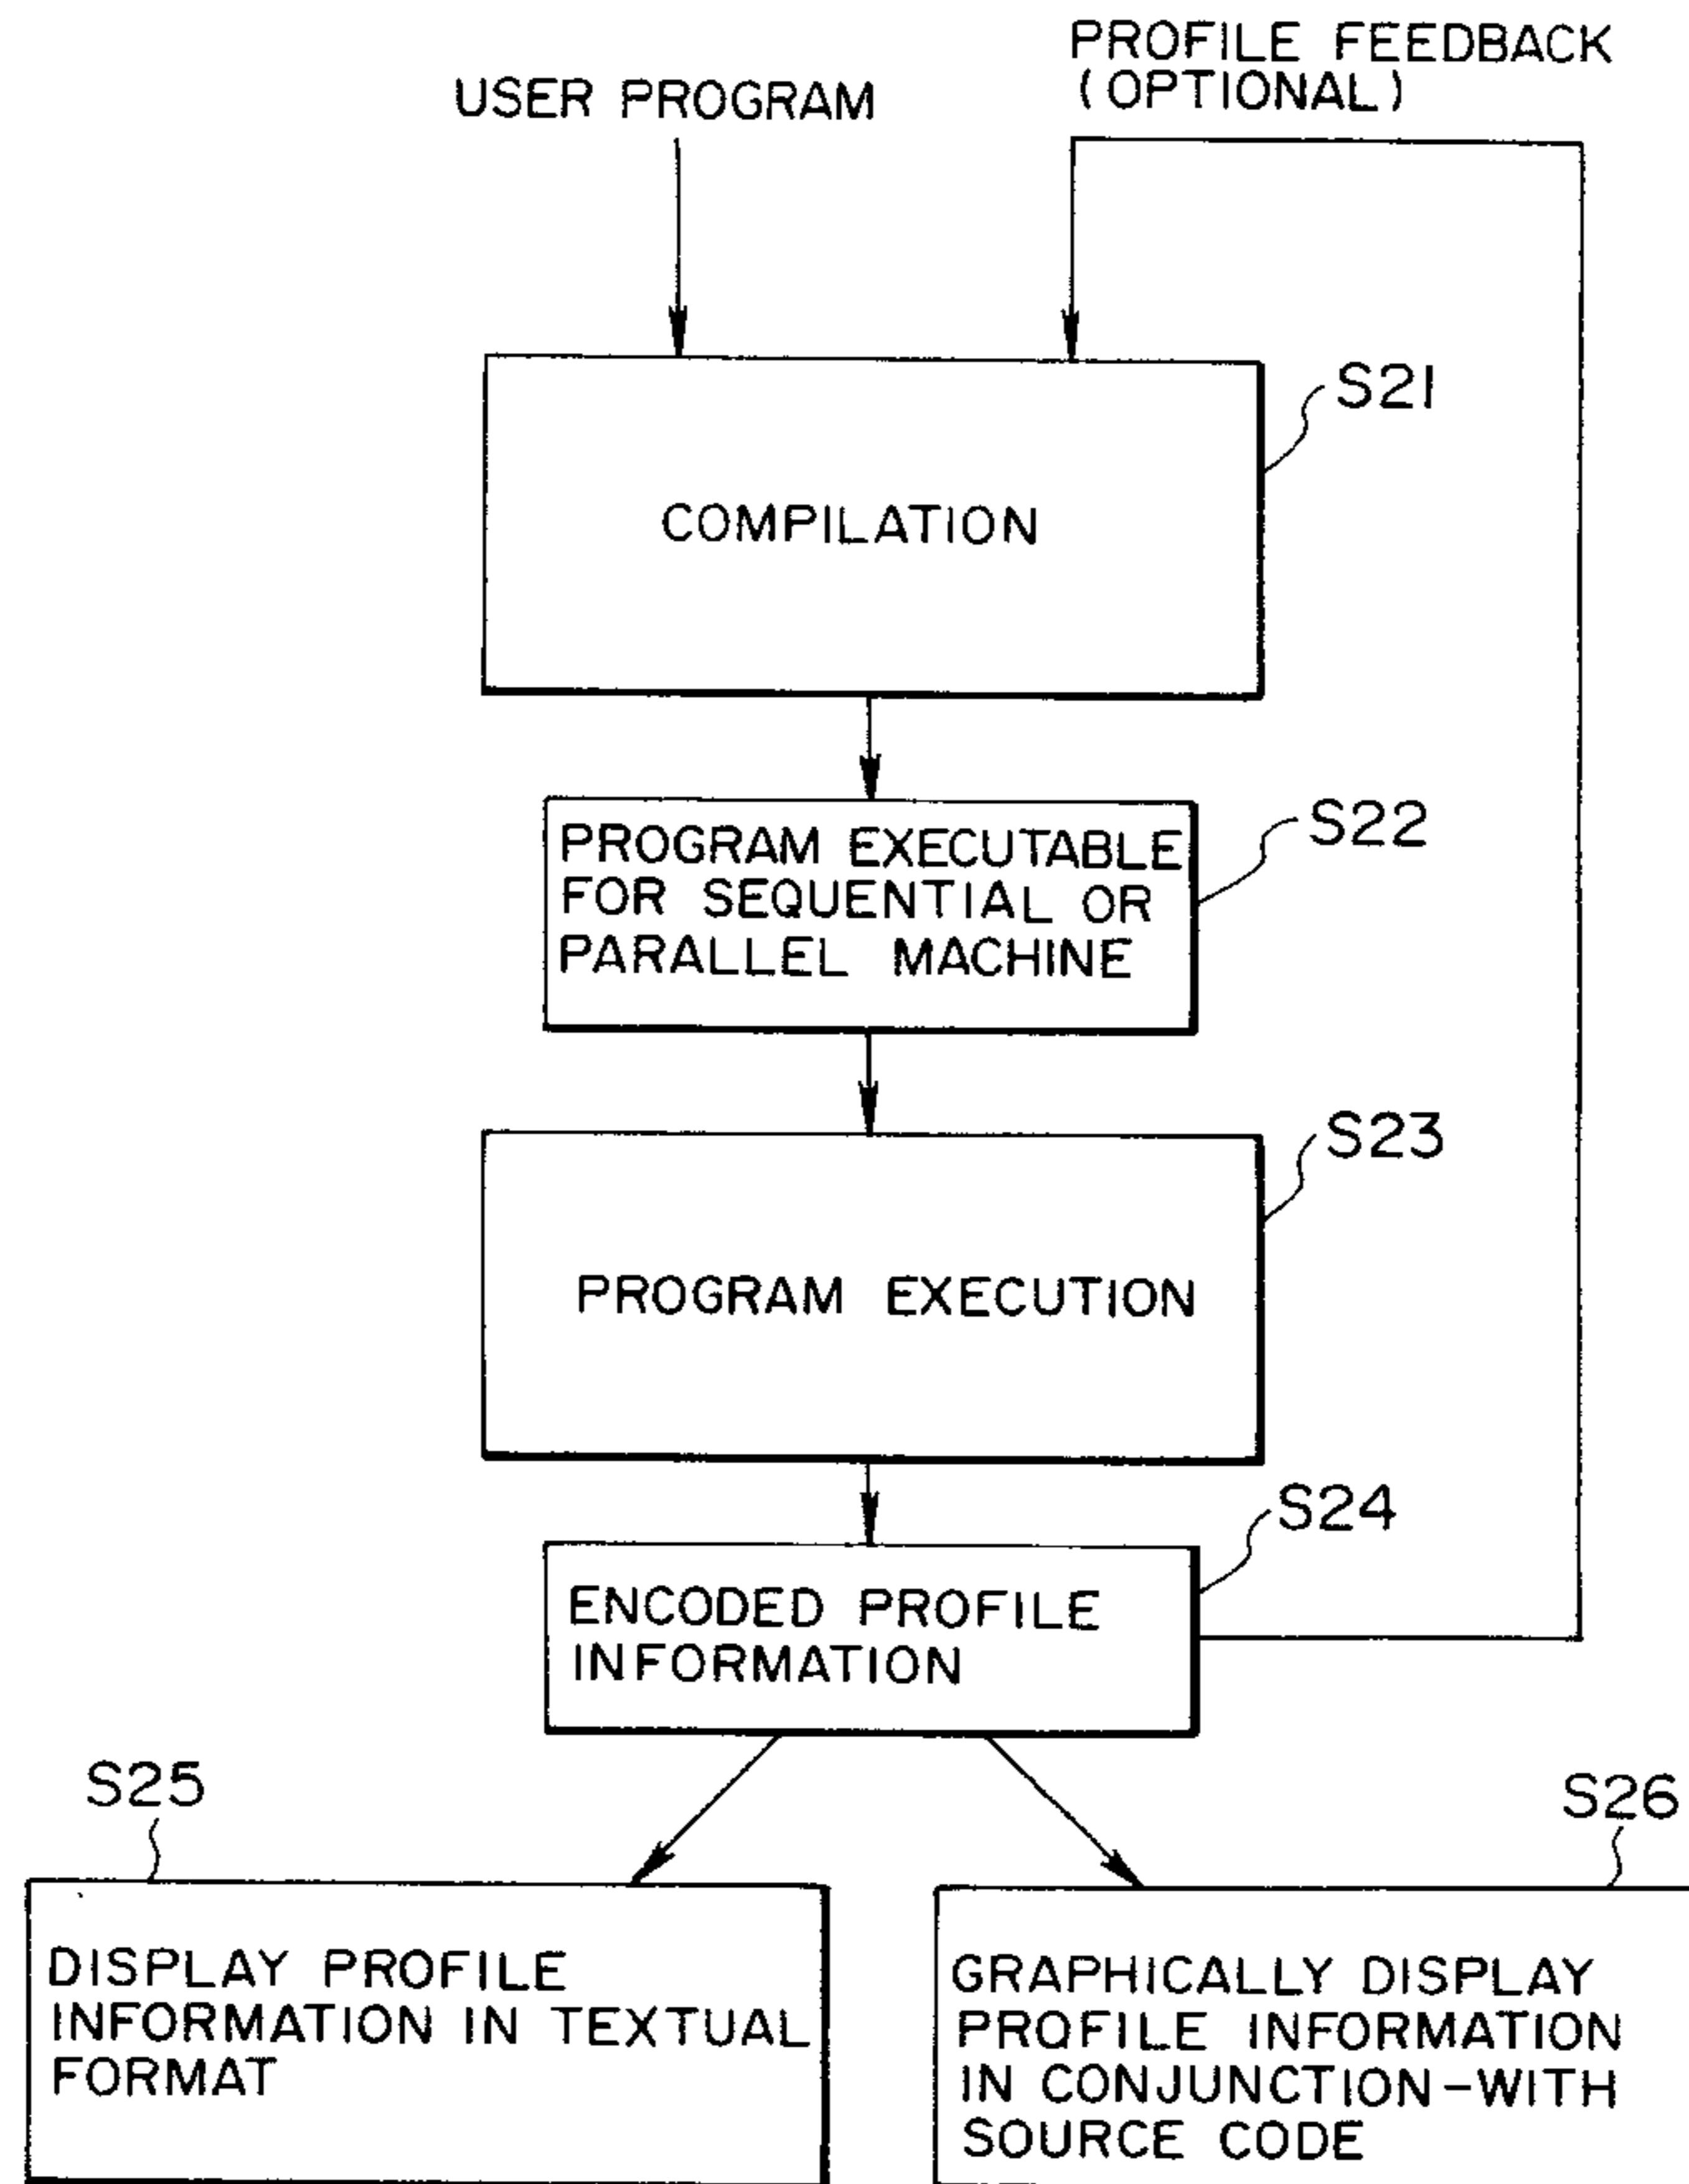 PROFILE FEEDBACK
(OPTIONAL)
USER PROGRAM
S21
COMPILATION
S22
PROGRAM EXECUTABLE
FOR SEQUENTIAL OR
PARALLEL MACHINE
S23
PROGRAM EXECUTION
S24
ENCODED PROFILE
INFORMATION
S25
DISPLAY PROFILE
INFORMATION IN TEXTUAL
FORMAT
S26
GRAPHICALLY DISPLAY
PROFILE INFORMATION
IN CONJUNCTION-WITH
SOURCE CODE